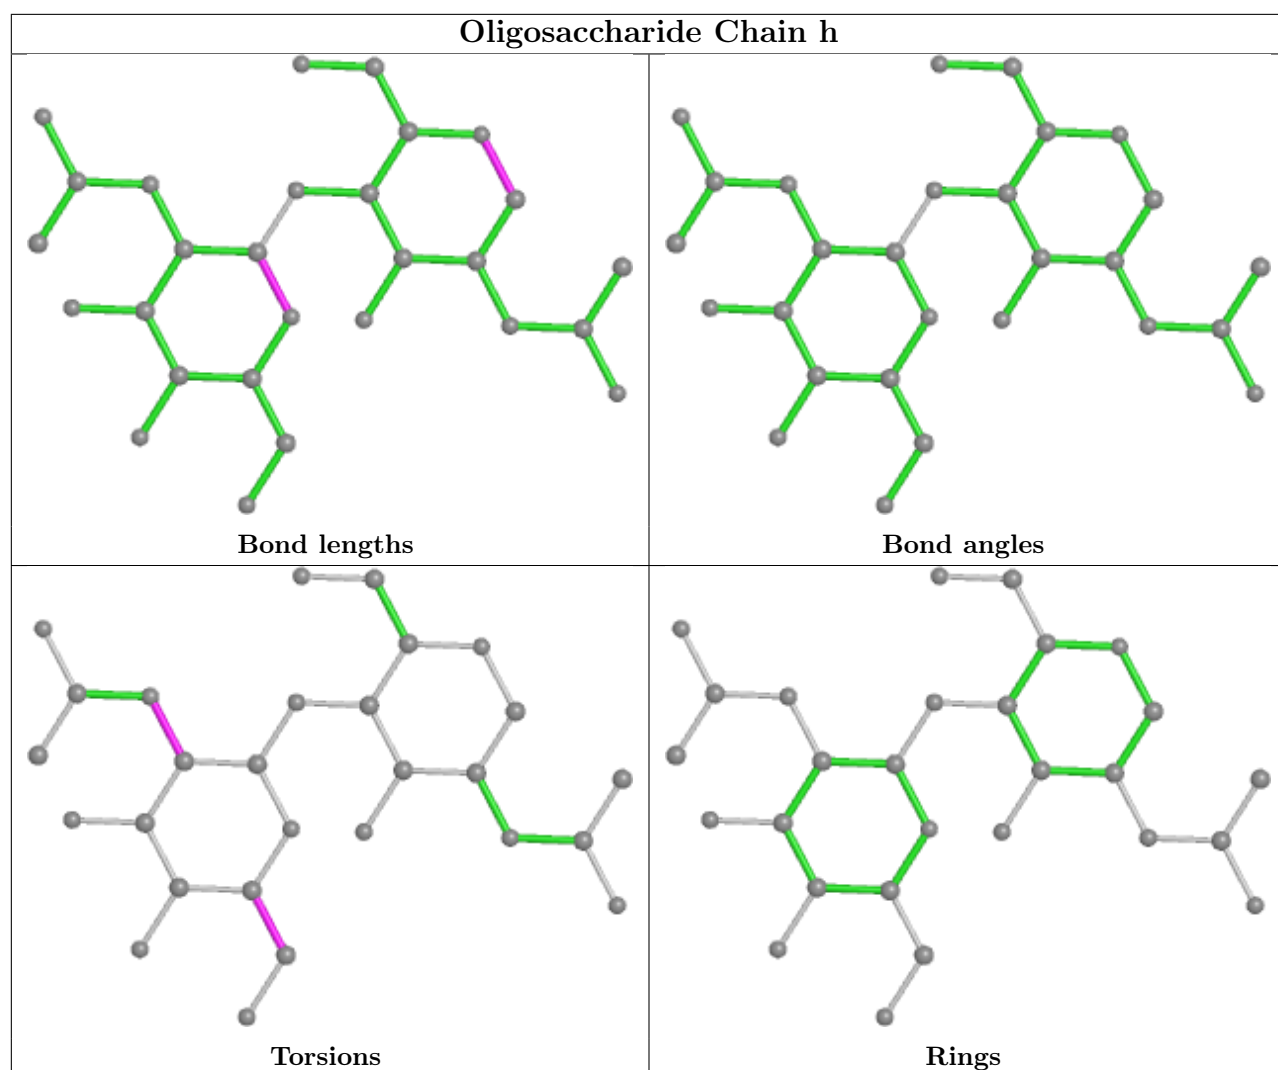 Oligosaccharide Chain h
Bond lengths
Bond angles
Torsions
Rings